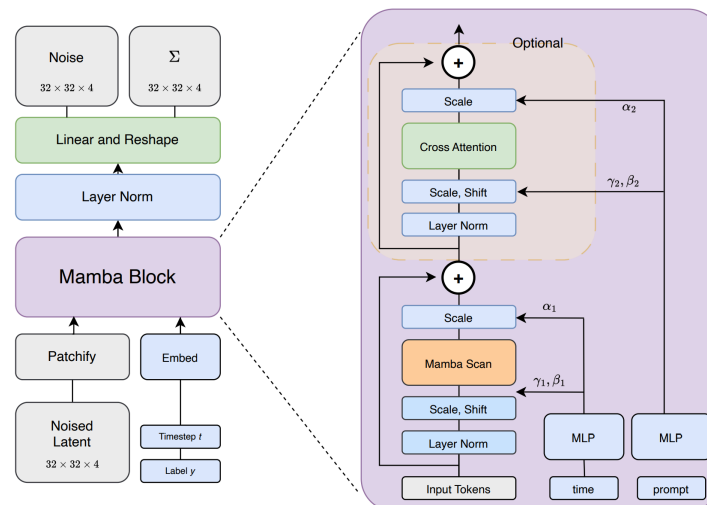 Noise
32 × 32 × 4
Σ
32 × 32 × 4
Linear and Reshape
Layer Norm
Mamba Block
Patchify
Embed
Noised
Latent
32 × 32 × 4
Timestep t
Label y
Optional
+
Scale
α₂
Cross Attention
γ₂, β₂
Scale, Shift
Layer Norm
+
α₁
Scale
Mamba Scan
γ₁, β₁
Scale, Shift
Layer Norm
MLP
MLP
Input Tokens
time
prompt